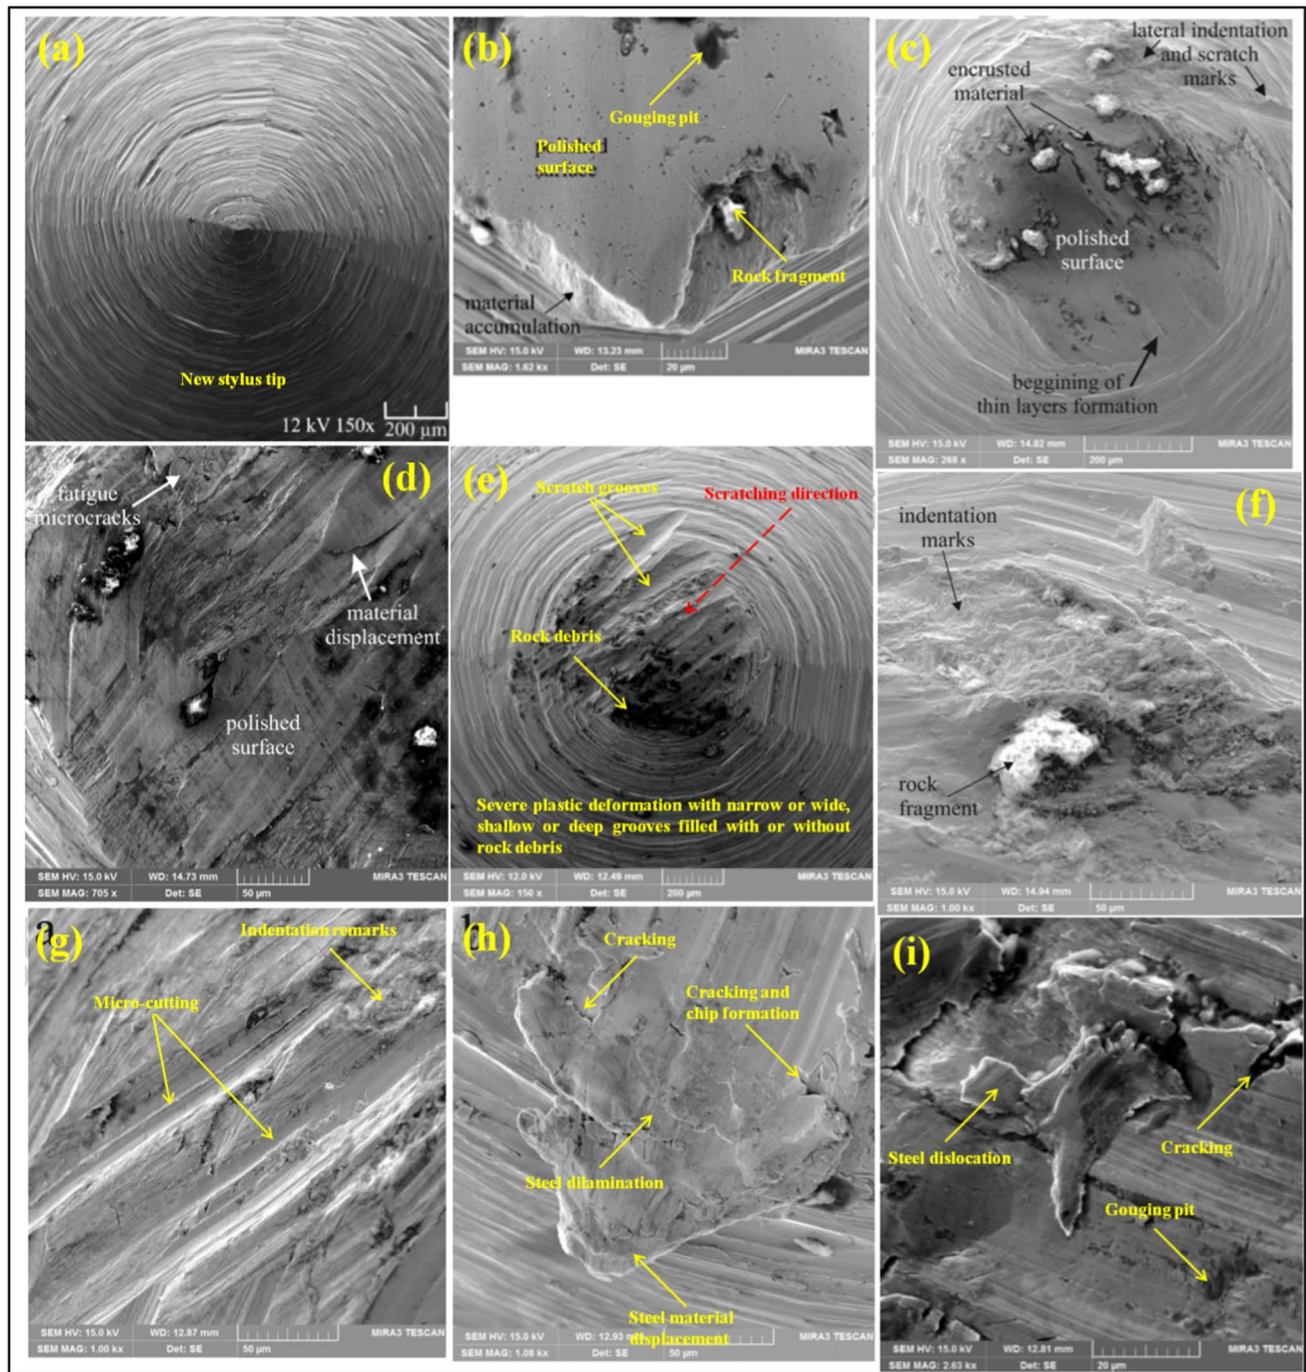 (a)
New stylus tip
12 kV 150x 200 µm
(b)
Gouging pit
Polished
surface
Rock fragment
material
accumulation
SEM HV: 15.0 kV WD: 13.23 mm MIRA3 TESCAN
SEM MAG: 1.62 kx Det: SE 20 µm
(c)
lateral indentation
and scratch
marks
encrusted
material
polished
surface
beggining of
thin layers formation
SEM HV: 15.0 kV WD: 14.82 mm MIRA3 TESCAN
SEM MAG: 268 x Det: SE 200 µm
(d)
fatigue
microcracks
material
displacement
polished
surface
SEM HV: 15.0 kV WD: 14.73 mm MIRA3 TESCAN
SEM MAG: 705 x Det: SE 50 µm
(e)
Scratch grooves
Scratching direction
Rock debris
Severe plastic deformation with narrow or wide,
shallow or deep grooves filled with or without
rock debris
SEM HV: 12.0 kV WD: 12.49 mm MIRA3 TESCAN
SEM MAG: 150 x Det: SE 200 µm
(f)
indentation
marks
rock
fragment
SEM HV: 15.0 kV WD: 14.94 mm MIRA3 TESCAN
SEM MAG: 1.00 kx Det: SE 50 µm
a
(g)
Indentation remarks
Micro-cutting
SEM HV: 15.0 kV WD: 12.87 mm MIRA3 TESCAN
SEM MAG: 1.00 kx Det: SE 50 µm
b
(h)
Cracking
Cracking and
chip formation
Steel dilamination
Steel material
displacement
SEM HV: 15.0 kV WD: 12.93 mm MIRA3 TESCAN
SEM MAG: 1.08 kx Det: SE 50 µm
(i)
Steel dislocation
Cracking
Gouging pit
SEM HV: 15.0 kV WD: 12.81 mm MIRA3 TESCAN
SEM MAG: 2.63 kx Det: SE 20 µm